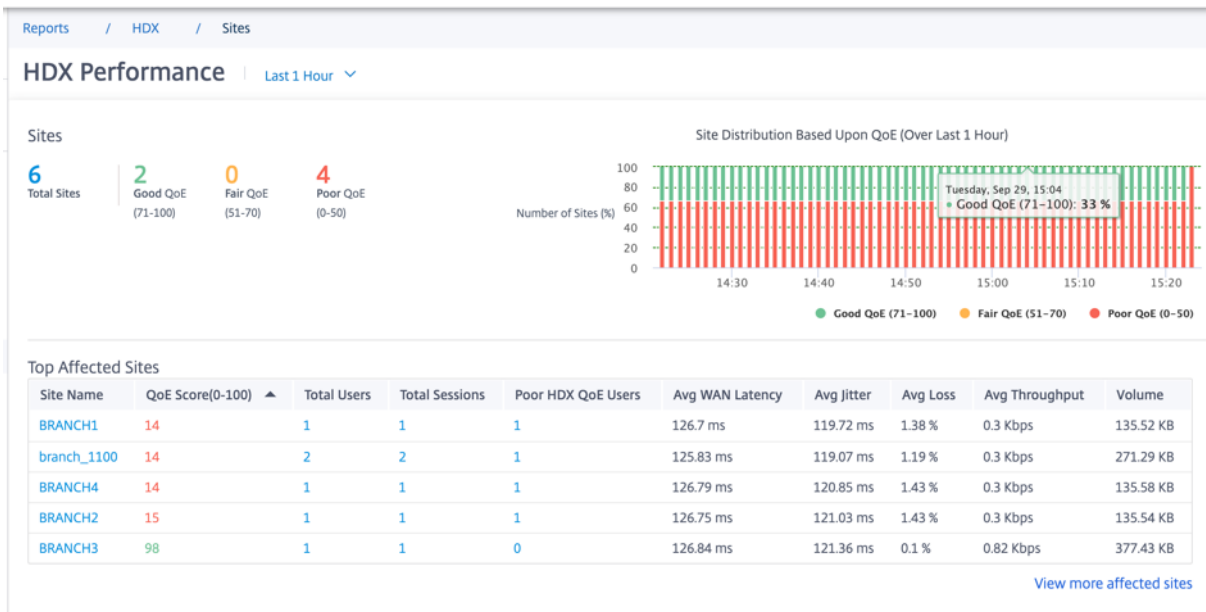 Reports / HDX / Sites
HDX Performance Last 1 Hour
Sites
6 2 0 4
Total Sites Good QoE Fair QoE Poor QoE
(71-100) (51-70) (0-50)
Site Distribution Based Upon QoE (Over Last 1 Hour)
Number of Sites (%)
100
80
60
40
20
0
Tuesday, Sep 29, 15:04
Good QoE (71-100): 33 %
14:30 14:40 14:50 15:00 15:10 15:20
Good QoE (71-100) Fair QoE (51-70) Poor QoE (0-50)
Top Affected Sites
Site Name QoE Score(0-100) Total Users Total Sessions Poor HDX QoE Users Avg WAN Latency Avg Jitter Avg Loss Avg Throughput Volume
BRANCH1 14 1 1 1 126.7 ms 119.72 ms 1.38 % 0.3 Kbps 135.52 KB
branch_1100 14 2 2 1 125.83 ms 119.07 ms 1.19 % 0.3 Kbps 271.29 KB
BRANCH4 14 1 1 1 126.79 ms 120.85 ms 1.43 % 0.3 Kbps 135.58 KB
BRANCH2 15 1 1 1 126.75 ms 121.03 ms 1.43 % 0.3 Kbps 135.54 KB
BRANCH3 98 1 1 0 126.84 ms 121.36 ms 0.1 % 0.82 Kbps 377.43 KB
View more affected sites